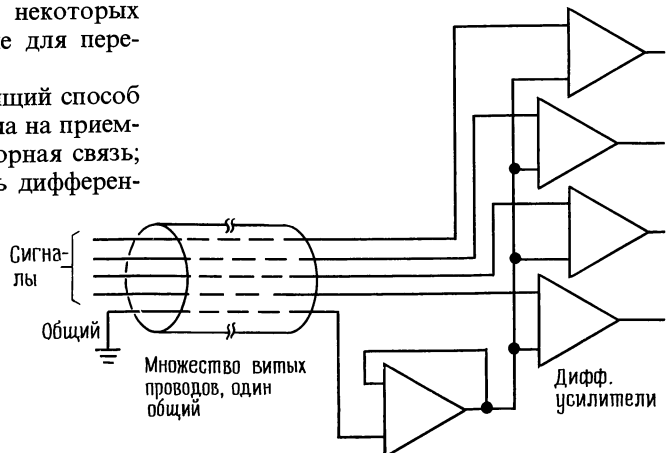 некоторых
е для пере-
щий способ
ма на прием-
орная связь;
ь дифферен-
Сигна-
лы
Общий
Множество витых
проводов, один
общий
Дифф.
усилители